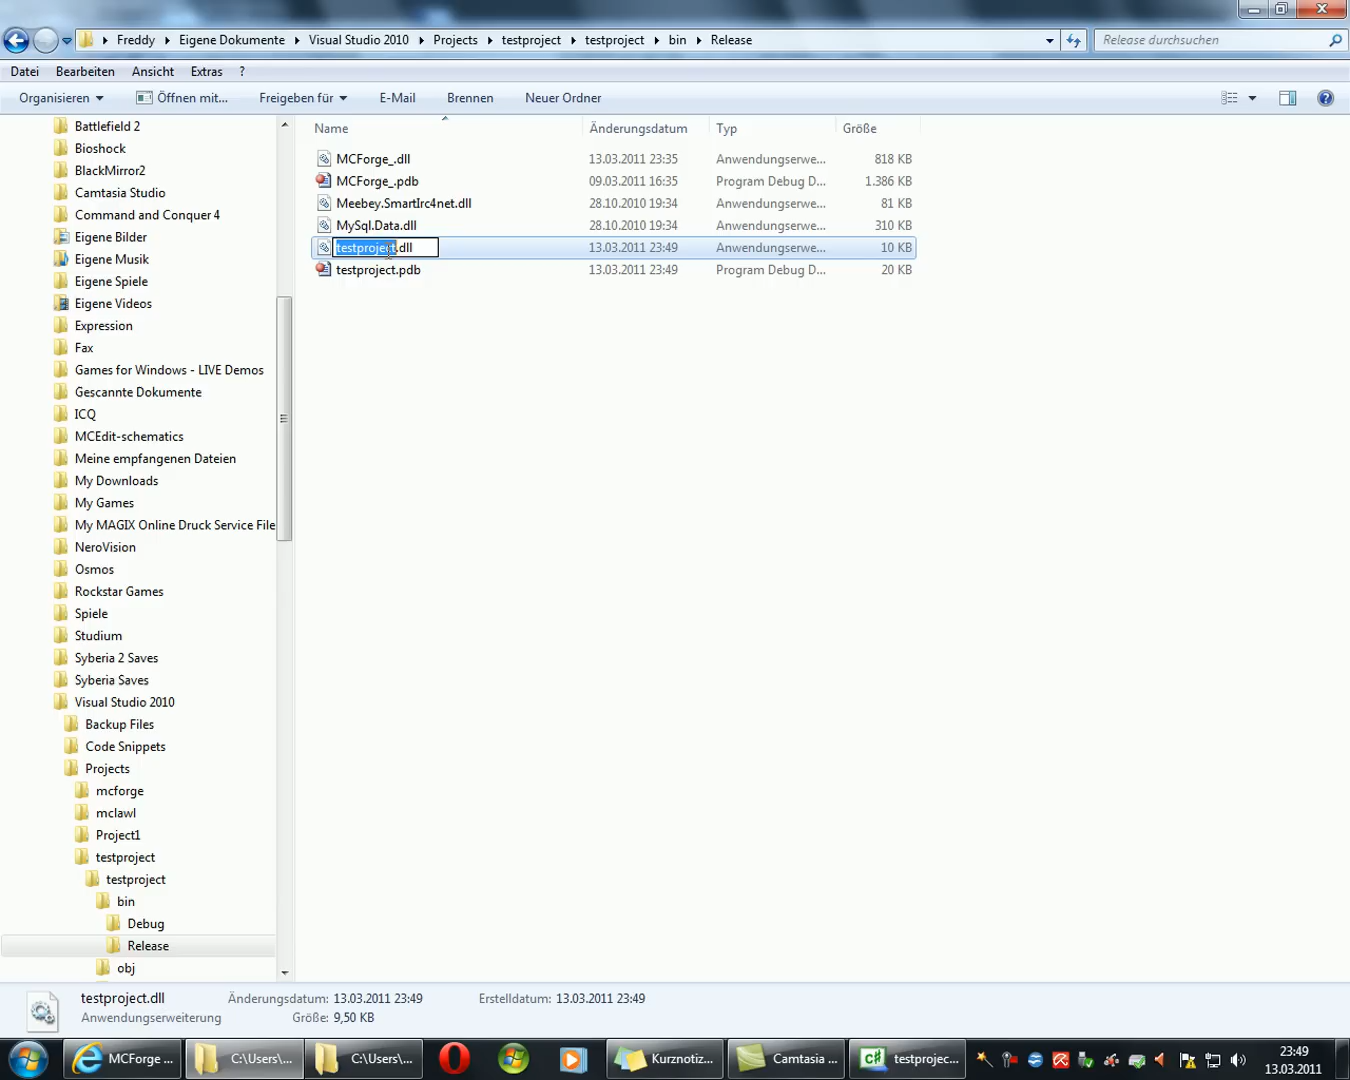 Freddy Eigene Dokumente Visual Studio 2010 Projects testproject testproject bin Release
Release durchsuchen
Datei Bearbeiten Ansicht Extras ?
Organisieren Öffnen mit... Freigeben für E-Mail Brennen Neuer Ordner
Name Änderungsdatum Typ Größe
MCForge_.dll 13.03.2011 23:35 Anwendungserwe... 818 KB
MCForge_.pdb 09.03.2011 16:35 Program Debug D... 1.386 KB
Meebey.SmartIrc4net.dll 28.10.2010 19:34 Anwendungserwe... 81 KB
MySql.Data.dll 28.10.2010 19:34 Anwendungserwe... 310 KB
testproject.dll 13.03.2011 23:49 Anwendungserwe... 10 KB
testproject.pdb 13.03.2011 23:49 Program Debug D... 20 KB
Battlefield 2
Bioshock
BlackMirror2
Camtasia Studio
Command and Conquer 4
Eigene Bilder
Eigene Musik
Eigene Spiele
Eigene Videos
Expression
Fax
Games for Windows - LIVE Demos
Gescannte Dokumente
ICQ
MCEdit-schematics
Meine empfangenen Dateien
My Downloads
My Games
My MAGIX Online Druck Service File
NeroVision
Osmos
Rockstar Games
Spiele
Studium
Syberia 2 Saves
Syberia Saves
Visual Studio 2010
Backup Files
Code Snippets
Projects
mcforge
mclawl
Project1
testproject
testproject
bin
Debug
Release
obj
testproject.dll Änderungsdatum: 13.03.2011 23:49 Erstelldatum: 13.03.2011 23:49
Anwendungserweiterung Größe: 9,50 KB
MCForge ... C:\Users\... C:\Users\... Kurznotiz... Camtasia ... testprojec...
23:49
13.03.2011